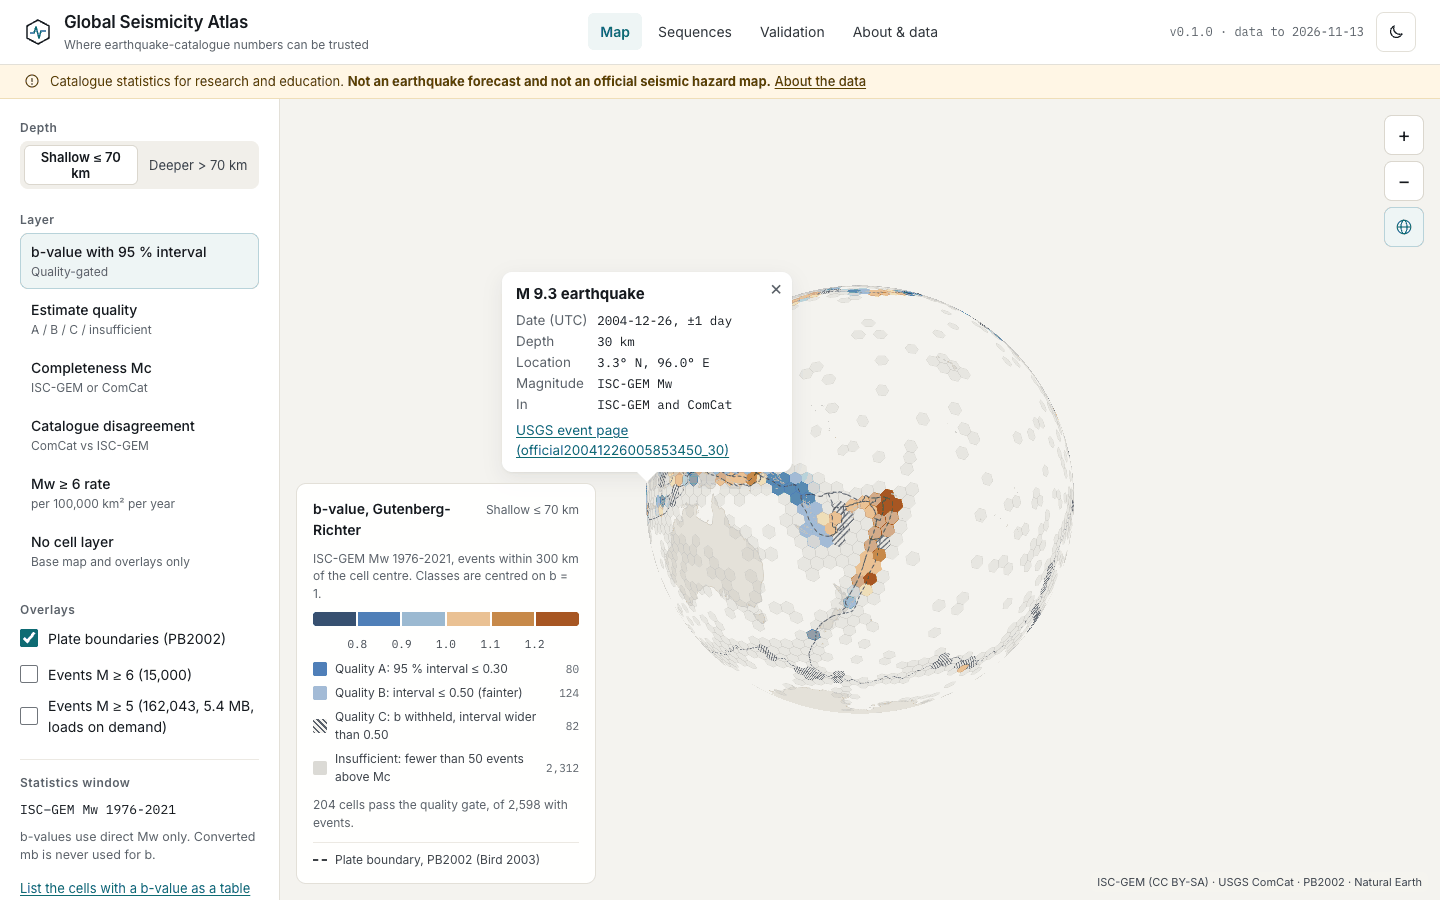 Global Seismicity Atlas
Where earthquake-catalogue numbers can be trusted
Map
Sequences
Validation
About & data
v0.1.0 · data to 2026-11-13
Catalogue statistics for research and education. Not an earthquake forecast and not an official seismic hazard map. About the data
Depth
Shallow ≤ 70
km
Deeper > 70 km
Layer
b-value with 95 % interval
Quality-gated
Estimate quality
A / B / C / insufficient
Completeness Mc
ISC-GEM or ComCat
Catalogue disagreement
ComCat vs ISC-GEM
Mw ≥ 6 rate
per 100,000 km² per year
No cell layer
Base map and overlays only
Overlays
Plate boundaries (PB2002)
Events M ≥ 6 (15,000)
Events M ≥ 5 (162,043, 5.4 MB,
loads on demand)
Statistics window
ISC-GEM Mw 1976-2021
b-values use direct Mw only. Converted
mb is never used for b.
List the cells with a b-value as a table
+
−
M 9.3 earthquake
×
Date (UTC) 2004-12-26, ±1 day
Depth 30 km
Location 3.3° N, 96.0° E
Magnitude ISC-GEM Mw
In ISC-GEM and ComCat
USGS event page
(official20041226005853450_30)
b-value, Gutenberg-
Richter
Shallow ≤ 70 km
ISC-GEM Mw 1976-2021, events within 300 km
of the cell centre. Classes are centred on b =
1.
0.8 0.9 1.0 1.1 1.2
Quality A: 95 % interval ≤ 0.30 80
Quality B: interval ≤ 0.50 (fainter) 124
Quality C: b withheld, interval wider
than 0.50
82
Insufficient: fewer than 50 events
above Mc
2,312
204 cells pass the quality gate, of 2,598 with
events.
Plate boundary, PB2002 (Bird 2003)
ISC-GEM (CC BY-SA) · USGS ComCat · PB2002 · Natural Earth